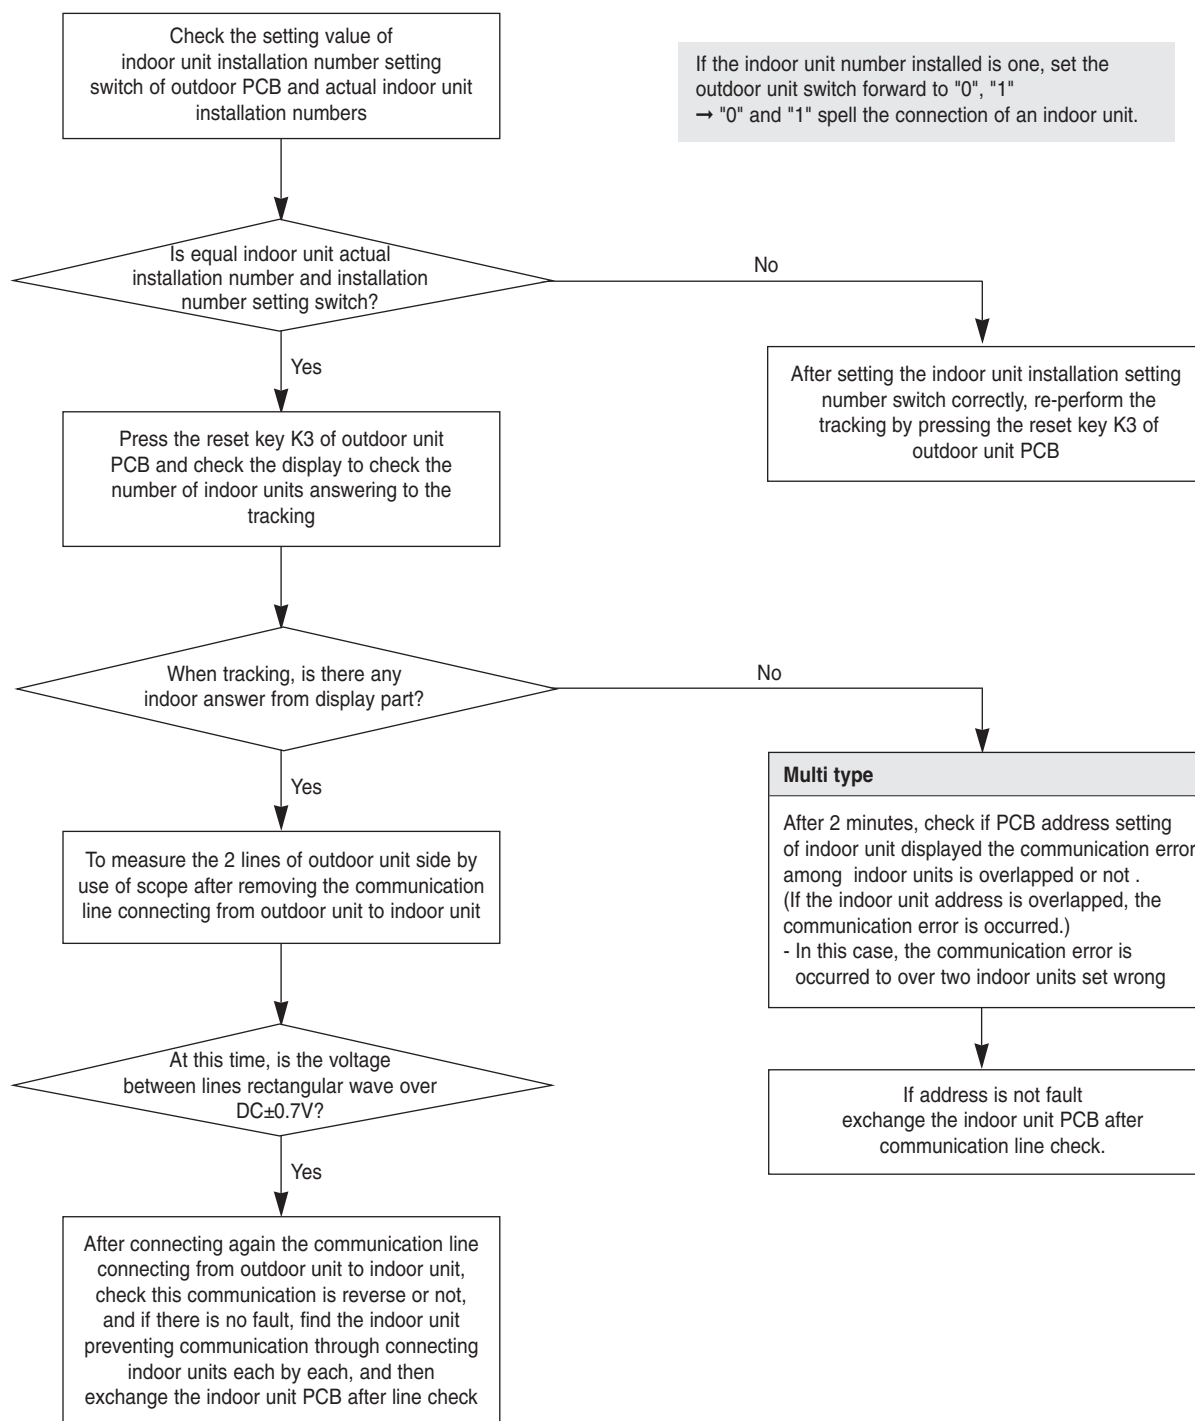 Check the setting value of
indoor unit installation number setting
switch of outdoor PCB and actual indoor unit
installation numbers
If the indoor unit number installed is one, set the
outdoor unit switch forward to "0", "1"
→ "0" and "1" spell the connection of an indoor unit.
Is equal indoor unit actual
installation number and installation
number setting switch?
No
Yes
After setting the indoor unit installation setting
number switch correctly, re-perform the
tracking by pressing the reset key K3 of
outdoor unit PCB
Press the reset key K3 of outdoor unit
PCB and check the display to check the
number of indoor units answering to the
tracking
When tracking, is there any
indoor answer from display part?
No
Yes
Multi type
After 2 minutes, check if PCB address setting
of indoor unit displayed the communication error
among indoor units is overlapped or not .
(If the indoor unit address is overlapped, the
communication error is occurred.)
- In this case, the communication error is
occurred to over two indoor units set wrong
To measure the 2 lines of outdoor unit side by
use of scope after removing the communication
line connecting from outdoor unit to indoor unit
At this time, is the voltage
between lines rectangular wave over
DC±0.7V?
If address is not fault
exchange the indoor unit PCB after
communication line check.
Yes
After connecting again the communication line
connecting from outdoor unit to indoor unit,
check this communication is reverse or not,
and if there is no fault, find the indoor unit
preventing communication through connecting
indoor units each by each, and then
exchange the indoor unit PCB after line check